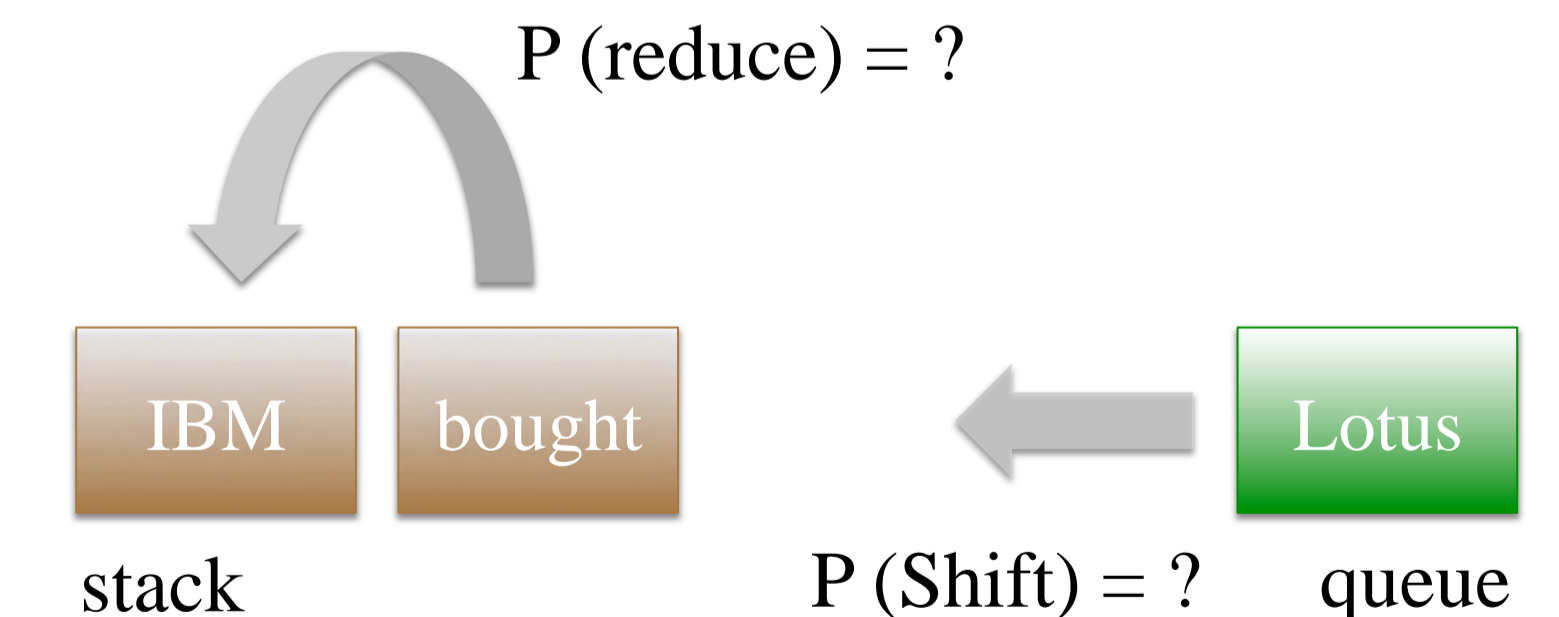 P (reduce) = ?
IBM bought Lotus
stack P (Shift) = ? queue